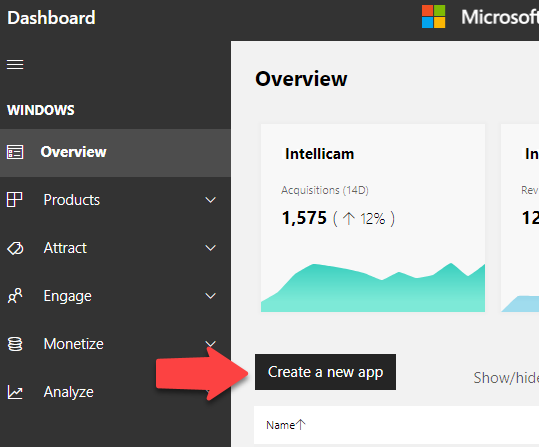 Dashboard
Microsoft
WINDOWS
Overview
Products
Attract
Engage
Monetize
Analyze
Overview
Intellicam
Acquisitions (14D)
1,575 ( ↑ 12% )
In
Rev
12
Create a new app
Show/hide
Name↑